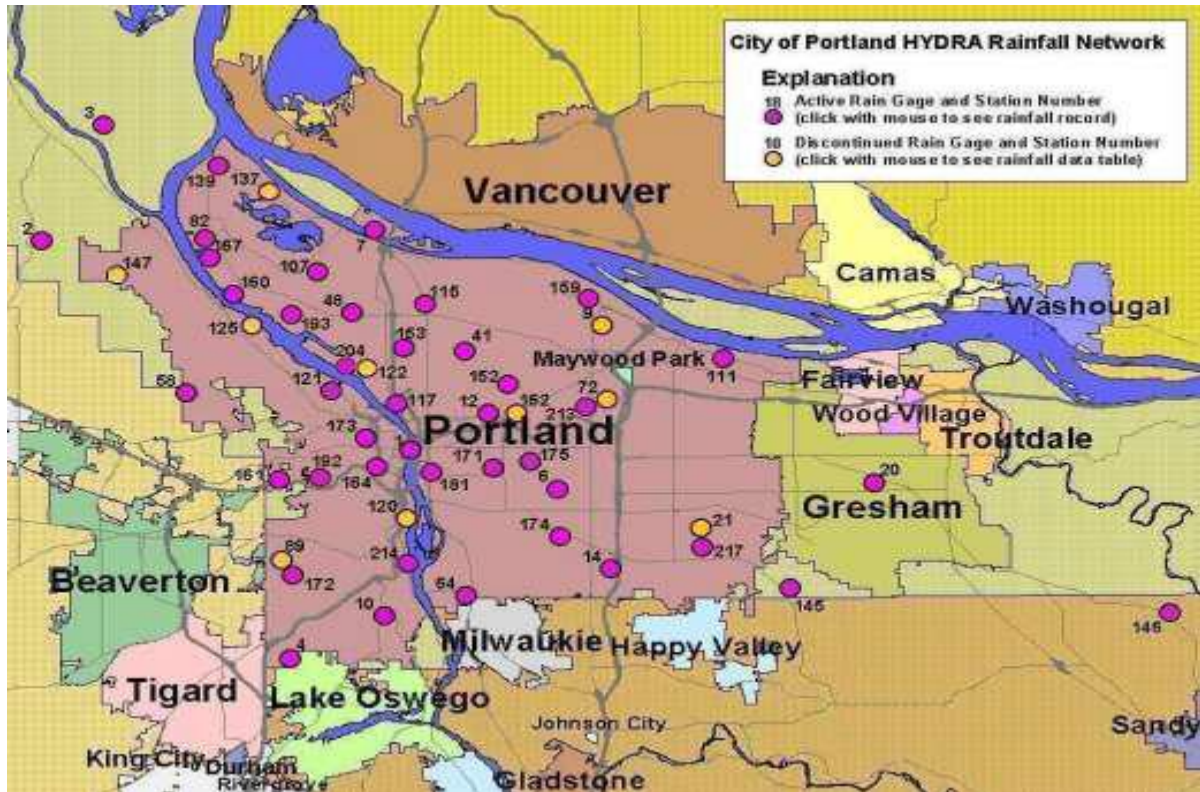 City of Portland HYDRA Rainfall Network
Explanation
18 Active Rain Gage and Station Number
(click with mouse to see rainfall record)
18 Discontinued Rain Gage and Station Number
(click with mouse to see rainfall data table)
3
139
137
Vancouver
2
82
167
7
147
107
Camas
160
48
115
159
Washougal
125
193
9
153
41
204
122
Maywood Park
111
58
121
152
72
Fairview
117
12
162
213
Wood Village
173
Portland
Troutdale
1
171
175
161
192
164
181
6
20
Gresham
120
174
21
89
214
14
217
Beaverton
172
64
145
10
146
Milwaukie
Happy Valley
4
Tigard
Lake Oswego
Johnson City
Sandy
King City
Durham
Rivergrove
Gladstone